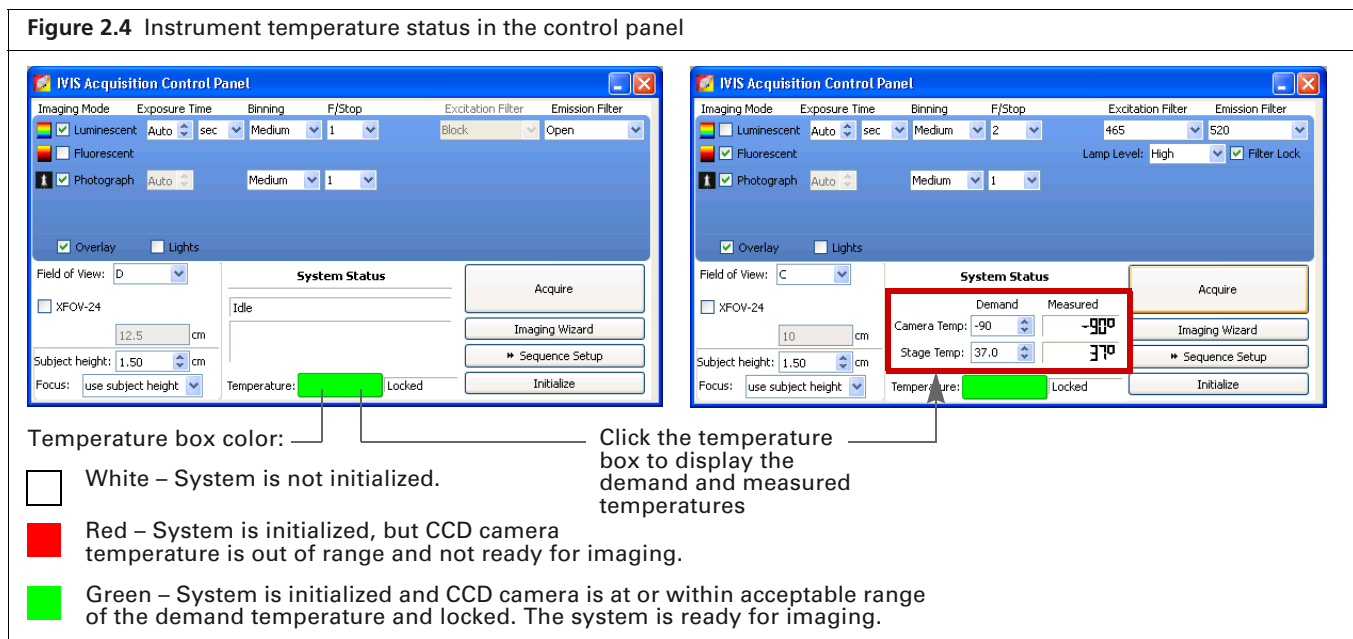 Figure 2.4 Instrument temperature status in the control panel
IVIS Acquisition Control Panel
Imaging Mode Exposure Time Binning F/Stop Excitation Filter Emission Filter
Luminescent Auto sec Medium 1 Block Open
Fluorescent
Photograph Auto Medium 1
Overlay Lights
Field of View: D
System Status
Acquire
XFOV-24
Idle
12.5 cm
Imaging Wizard
Subject height: 1.50 cm
Sequence Setup
Focus: use subject height
Temperature: Locked
Initialize
IVIS Acquisition Control Panel
Imaging Mode Exposure Time Binning F/Stop Excitation Filter Emission Filter
Luminescent Auto sec Medium 2 465 520
Fluorescent Lamp Level: High Filter Lock
Photograph Auto Medium 1
Overlay Lights
Field of View: C
System Status
Acquire
XFOV-24
Demand Measured
Camera Temp: -90 -90º
10 cm
Imaging Wizard
Stage Temp: 37.0 37º
Subject height: 1.50 cm
Sequence Setup
Focus: use subject height
Temperature: Locked
Initialize
Temperature box color:
Click the temperature
box to display the
demand and measured
temperatures
White – System is not initialized.
Red – System is initialized, but CCD camera
temperature is out of range and not ready for imaging.
Green – System is initialized and CCD camera is at or within acceptable range
of the demand temperature and locked. The system is ready for imaging.